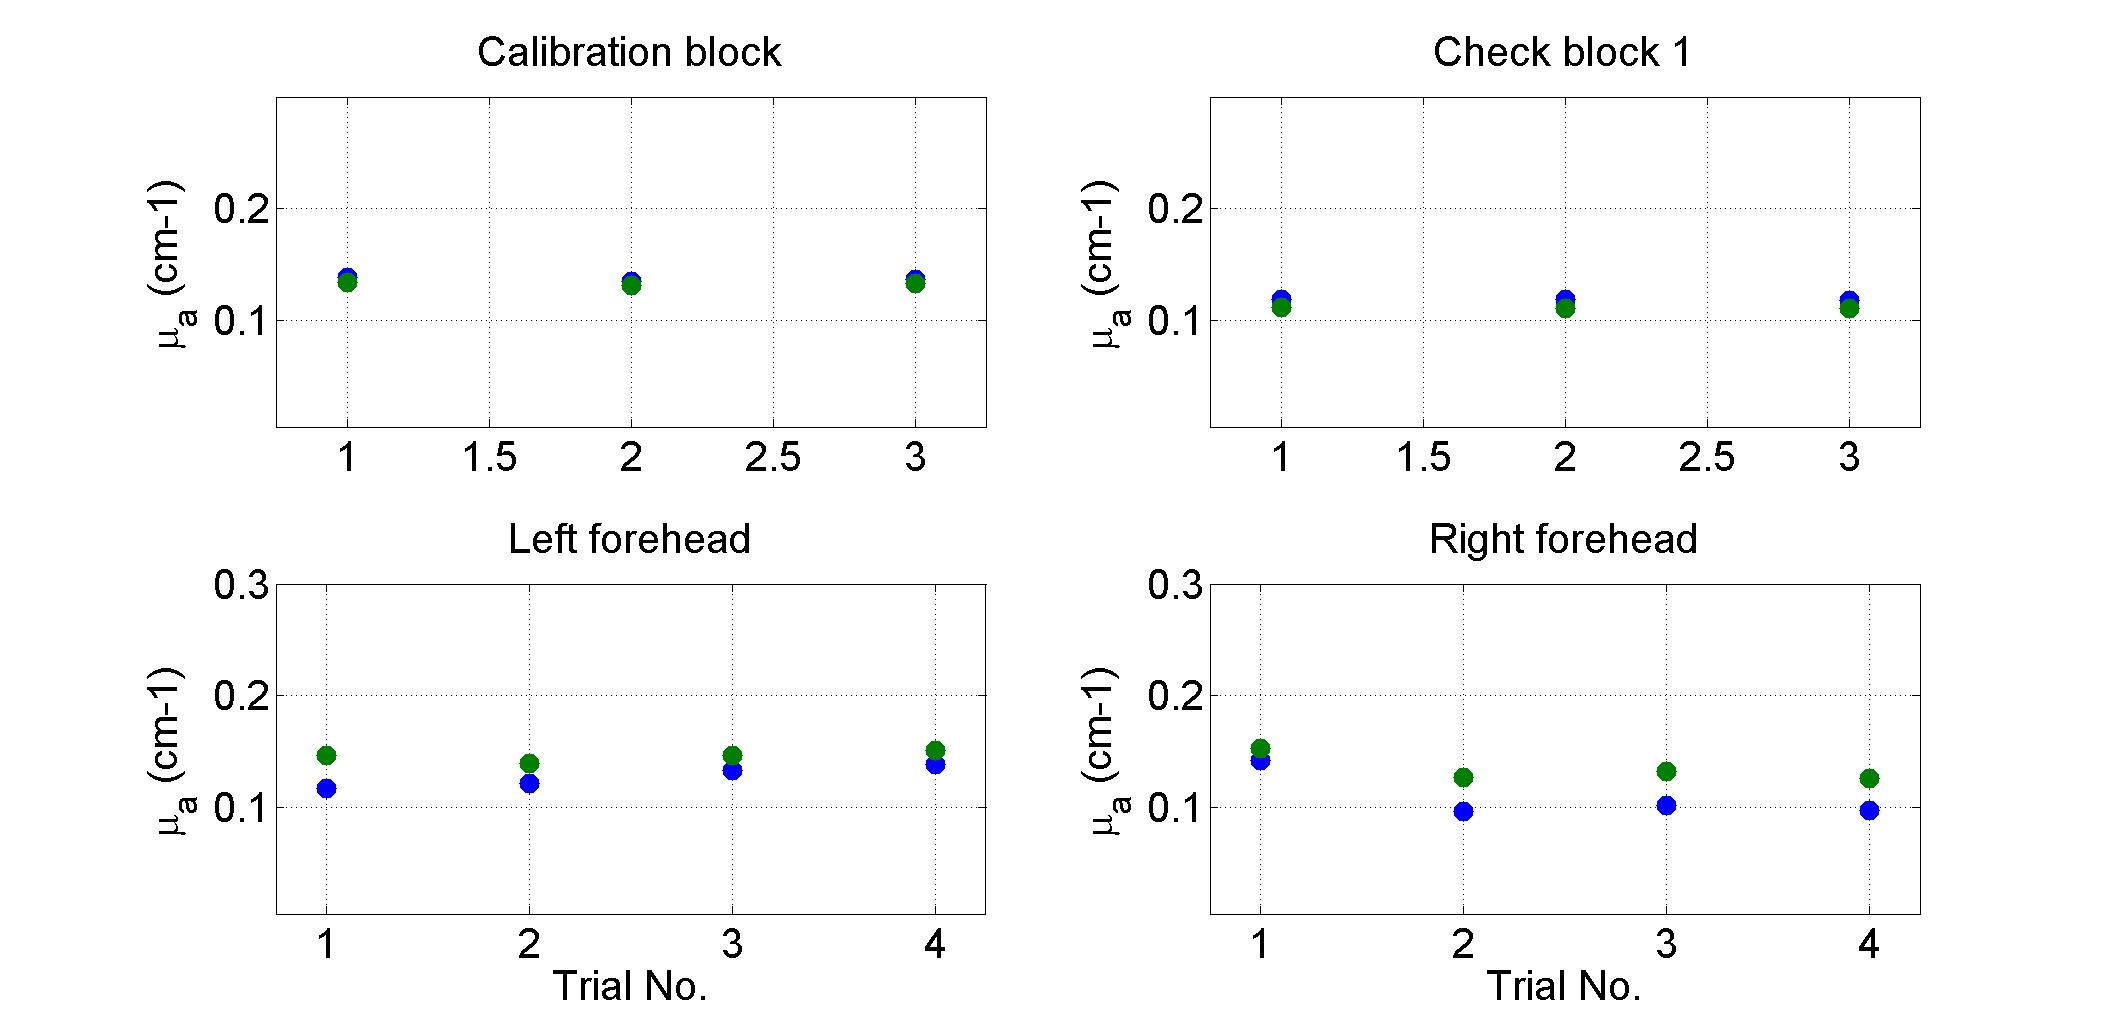 Calibration block
μa (cm-1)
0.2
0.1
1 1.5 2 2.5 3
Check block 1
μa (cm-1)
0.2
0.1
1 1.5 2 2.5 3
Left forehead
μa (cm-1)
0.3
0.2
0.1
1 2 3 4
Trial No.
Right forehead
μa (cm-1)
0.3
0.2
0.1
1 2 3 4
Trial No.